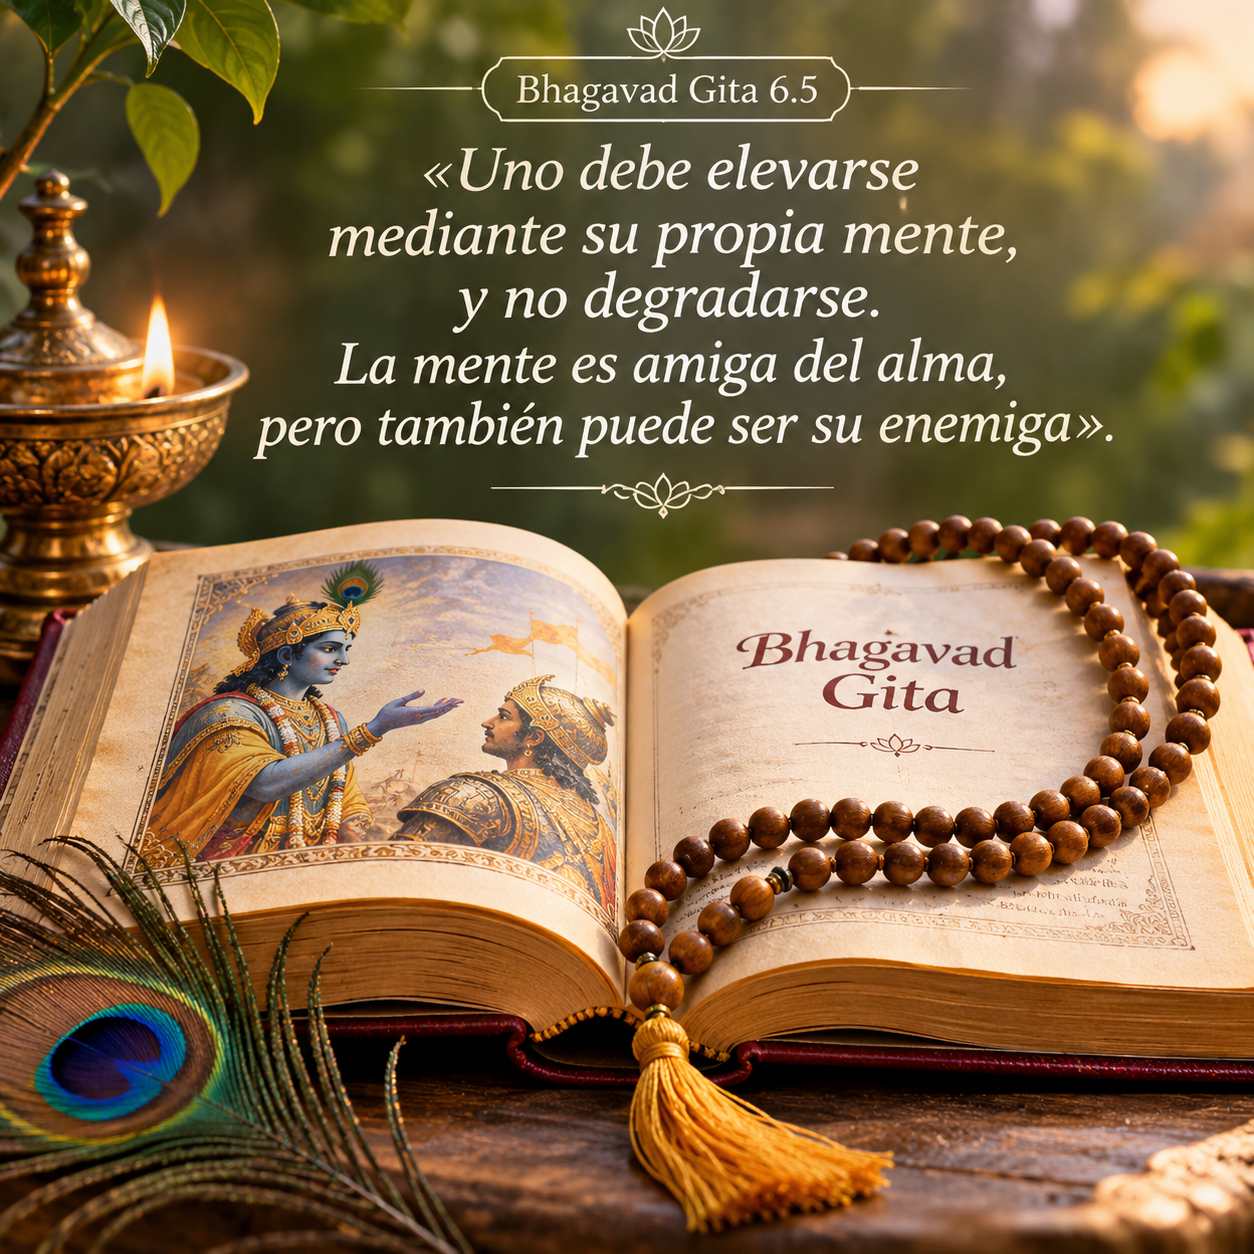 Bhagavad Gita 6.5
«Uno debe elevarse
mediante su propia mente,
y no degradarse.
La mente es amiga del alma,
pero también puede ser su enemiga».
Bhagavad
Gita